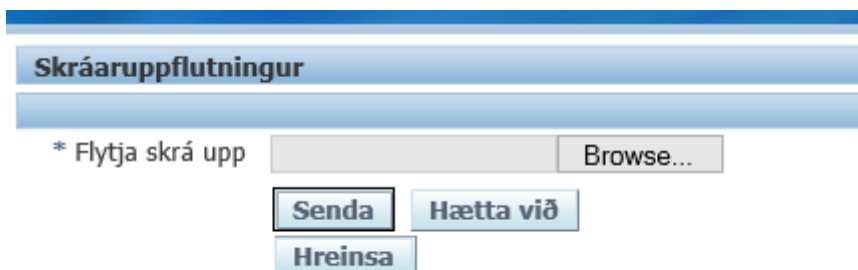 Skráaruppflutningur
* Flytja skrá upp Browse...
Senda Hætta við
Hreinsa